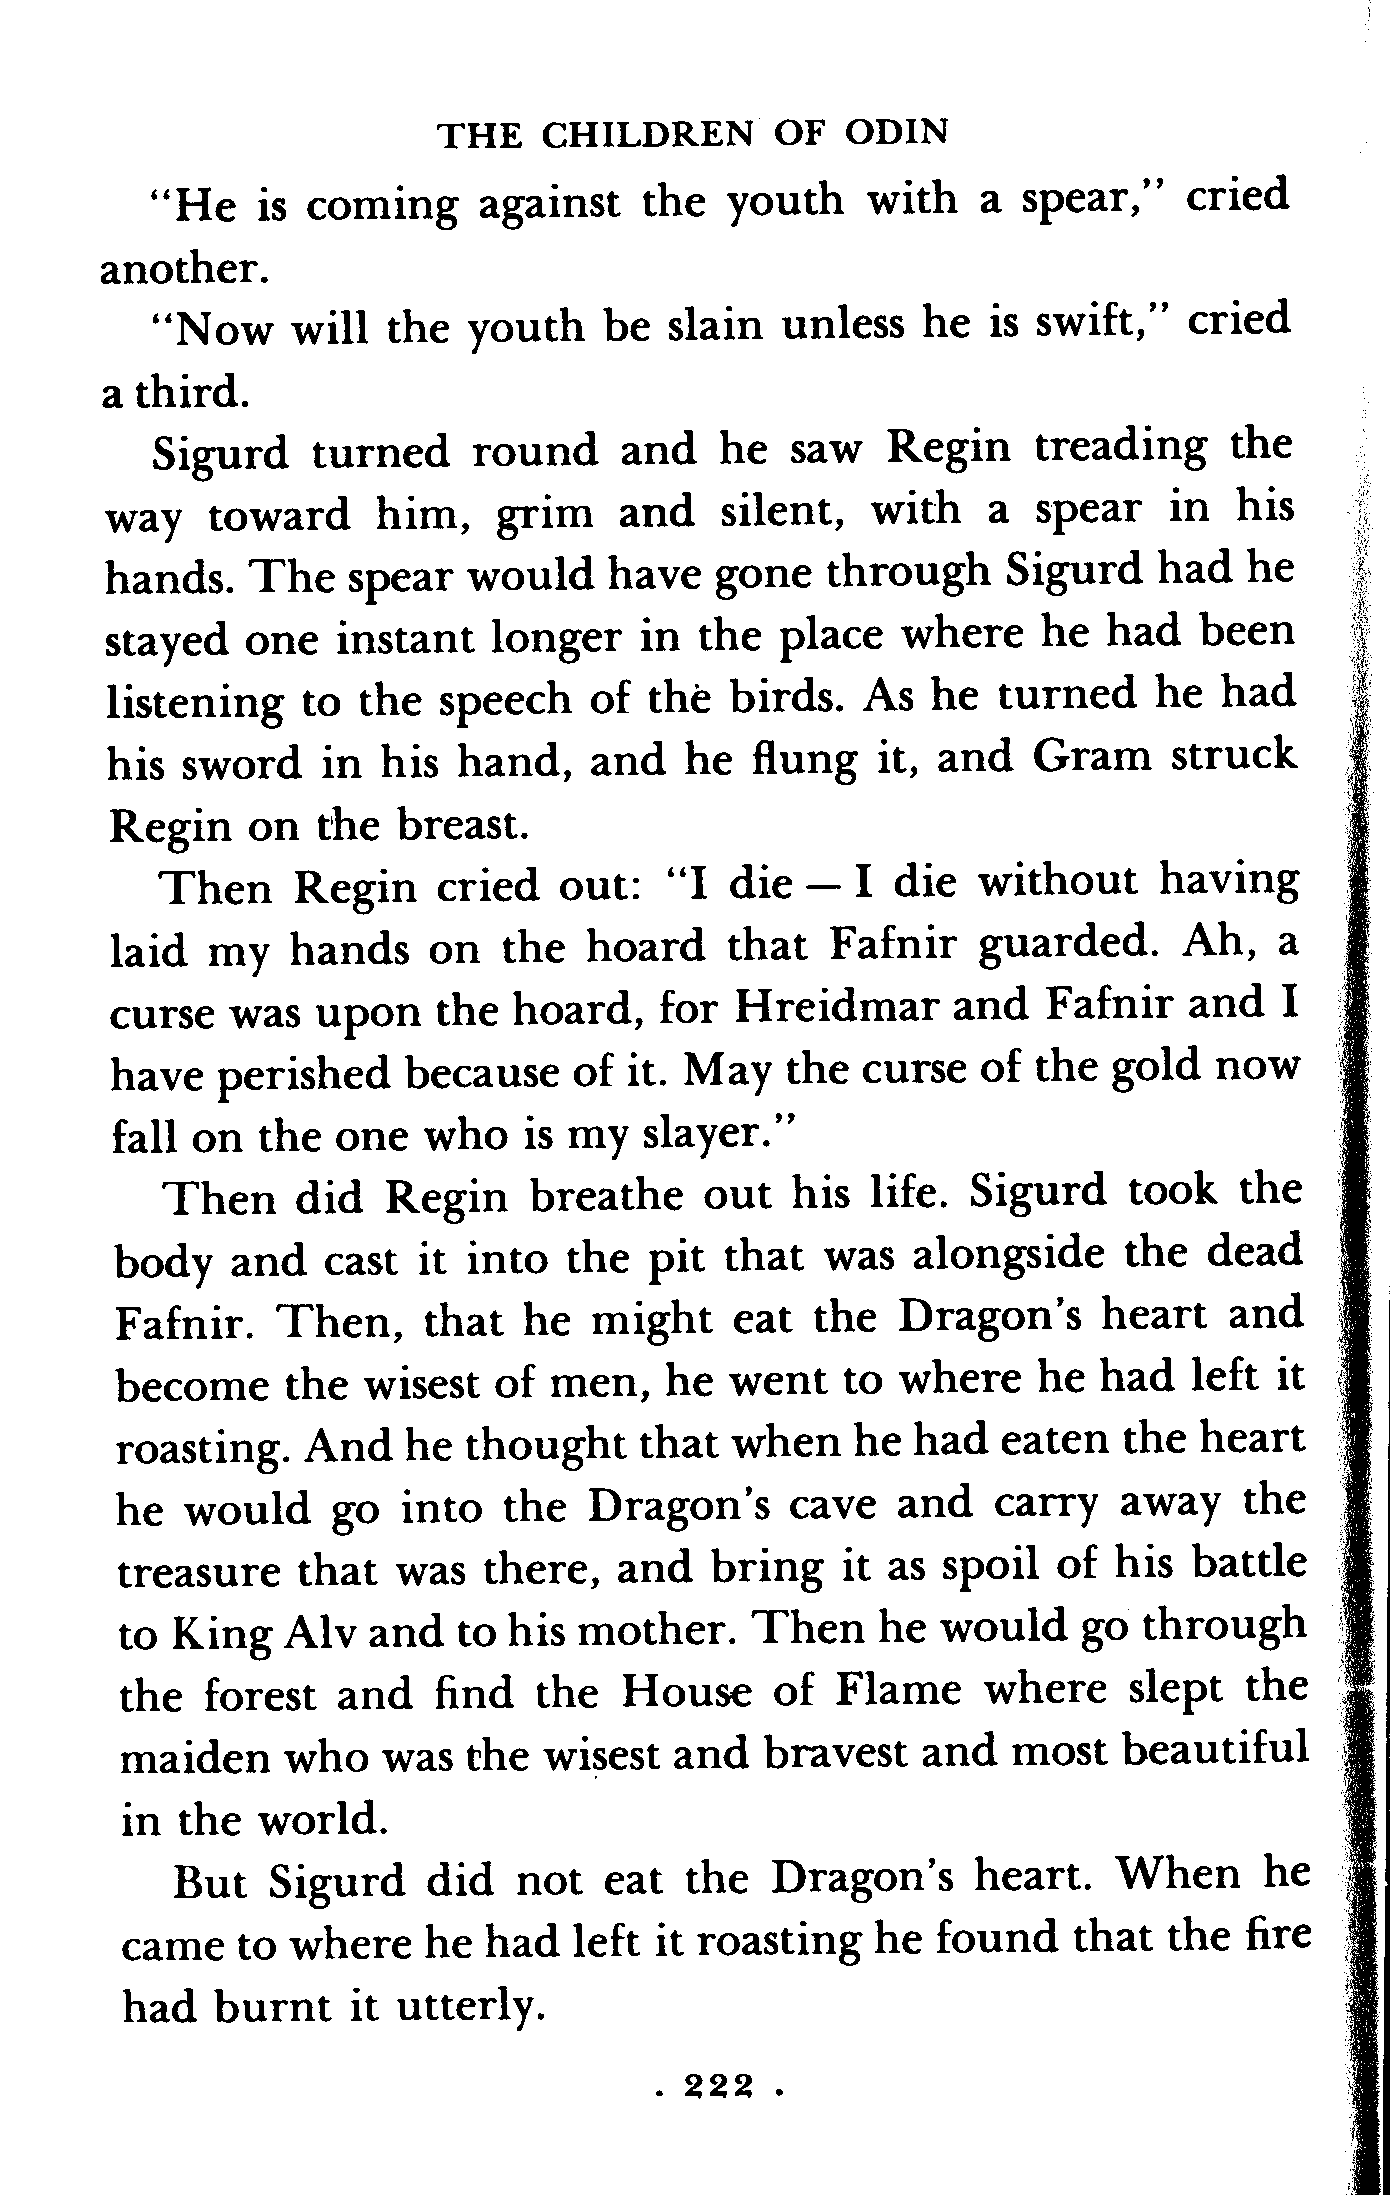 THE CHILDREN OF ODIN
"He is coming against the youth with a spear," cried
another.
"Now will the youth be slain unless he is swift," cried
a third.
Sigurd turned round and he saw Regin treading the
way toward him, grim and silent, with a spear in his
hands. The spear would have gone through Sigurd had he
stayed one instant longer in the place where he had been
listening to the speech of the birds. As he turned he had
his sword in his hand, and he flung it, and Gram struck
Regin on the breast.
Then Regin cried out: "I die — I die without having
laid my hands on the hoard that Fafnir guarded. Ah, a
curse was upon the hoard, for Hreidmar and Fafnir and I
have perished because of it. May the curse of the gold now
fall on the one who is my slayer."
Then did Regin breathe out his life. Sigurd took the
body and cast it into the pit that was alongside the dead
Fafnir. Then, that he might eat the Dragon's heart and
become the wisest of men, he went to where he had left it
roasting. And he thought that when he had eaten the heart
he would go into the Dragon's cave and carry away the
treasure that was there, and bring it as spoil of his battle
to King Alv and to his mother. Then he would go through
the forest and find the House of Flame where slept the
maiden who was the wisest and bravest and most beautiful
in the world.
But Sigurd did not eat the Dragon's heart. When he
came to where he had left it roasting he found that the fire
had burnt it utterly.
. 222 .